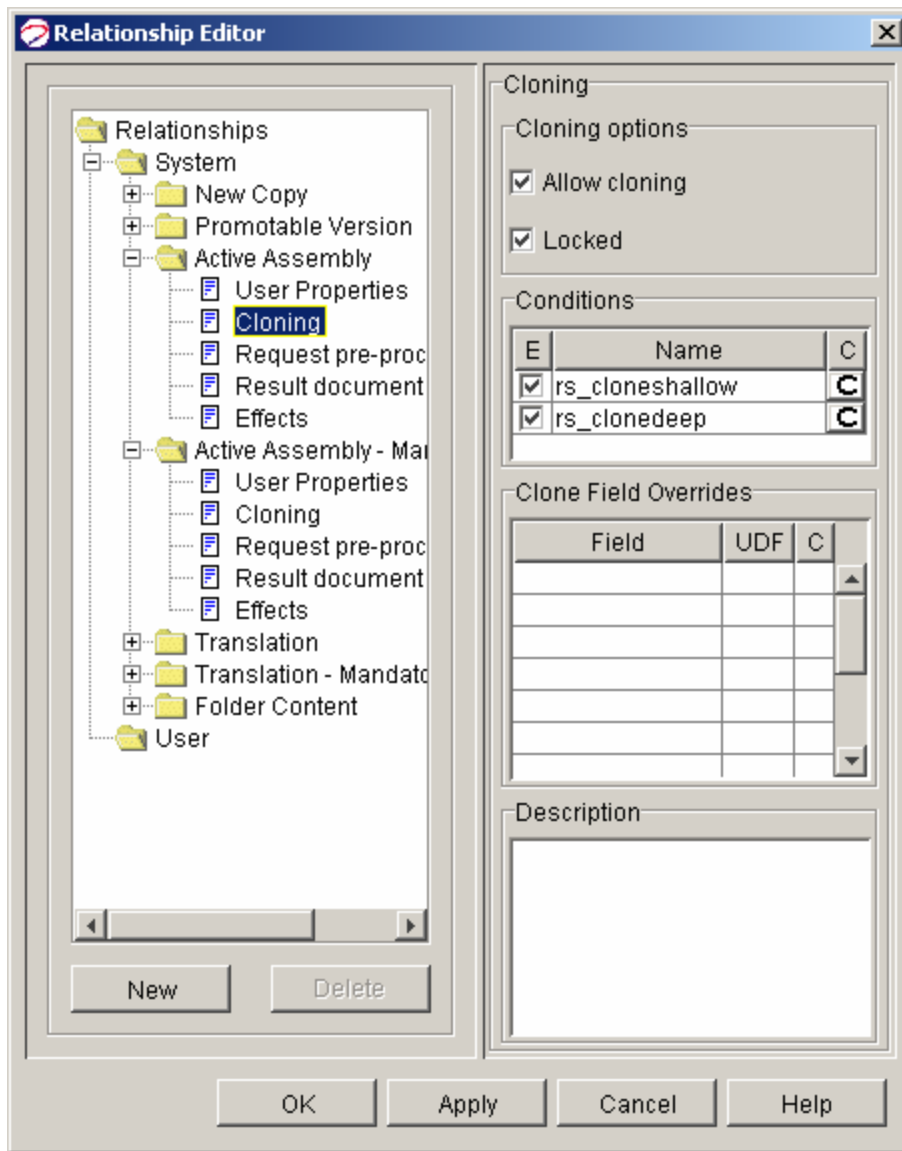 Relationship Editor
Relationships
System
New Copy
Promotable Version
Active Assembly
User Properties
Cloning
Request pre-proc
Result document
Effects
Active Assembly - Mai
User Properties
Cloning
Request pre-proc
Result document
Effects
Translation
Translation - Mandato
Folder Content
User
New
Delete
Cloning
Cloning options
Allow cloning
Locked
Conditions
E Name C
rs_cloneshallow C
rs_clonedeep C
Clone Field Overrides
Field UDF C
Description
OK Apply Cancel Help